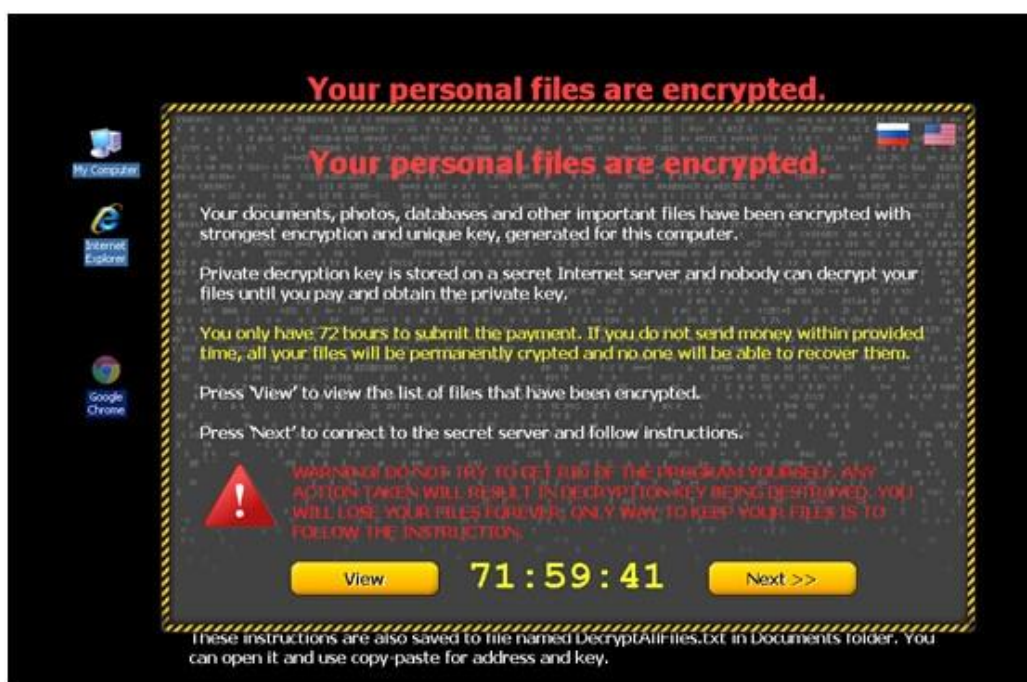 Your personal files are encrypted.
Your personal files are encrypted.
My Computer
Internet
Explorer
Google
Chrome
Your documents, photos, databases and other important files have been encrypted with
strongest encryption and unique key, generated for this computer.
Private decryption key is stored on a secret Internet server and nobody can decrypt your
files until you pay and obtain the private key.
You only have 72 hours to submit the payment. If you do not send money within provided
time, all your files will be permanently crypted and no one will be able to recover them.
Press 'View' to view the list of files that have been encrypted.
Press 'Next' to connect to the secret server and follow instructions.
WARNING! DO NOT TRY TO GET RID OF THE PROGRAM YOURSELF. ANY
ACTION TAKEN WILL RESULT IN DECRYPTION KEY BEING DESTROYED. YOU
WILL LOSE YOUR FILES FOREVER. ONLY WAY TO KEEP YOUR FILES IS TO
FOLLOW THE INSTRUCTION.
View
71:59:41
Next >>
These instructions are also saved to file named DecryptAllFiles.txt in Documents folder. You
can open it and use copy-paste for address and key.